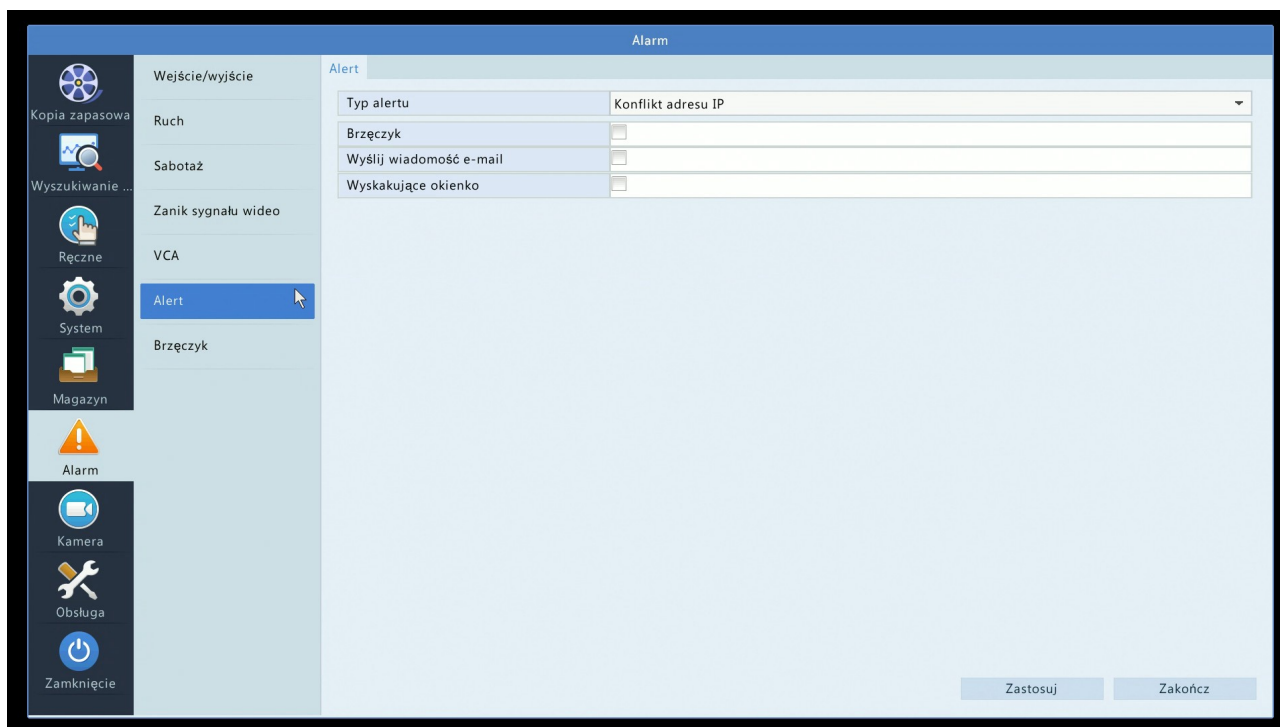 Alarm
Kopia zapasowa
Wyszukiwanie ...
Ręczne
System
Magazyn
Alarm
Kamera
Obsługa
Zamknięcie
Wejście/wyjście
Ruch
Sabotaż
Zanik sygnału wideo
VCA
Alert
Brzęczyk
Alert
Typ alertu Konflikt adresu IP
Brzęczyk
Wyślij wiadomość e-mail
Wyskakujące okienko
Zastosuj Zakończ